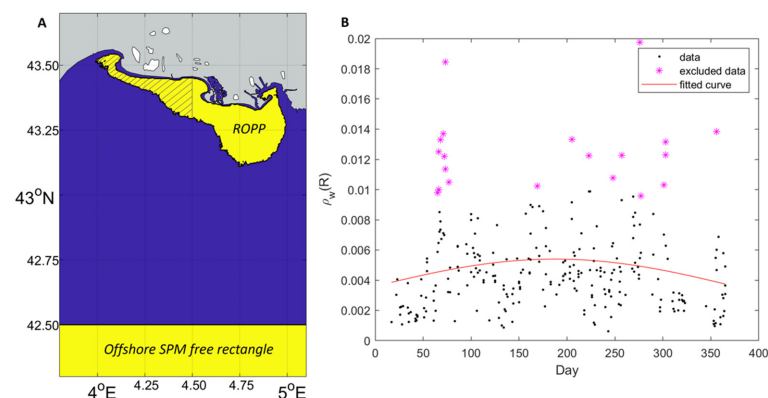 A
43.50
43.25
43°N
42.75
42.50
ROPP
Offshore SPM free rectangle
4°E
4.25
4.50
4.75
5°E
B
0.02
0.018
0.016
0.014
0.012
0.01
0.008
0.006
0.004
0.002
0
ρw(R)
data
excluded data
fitted curve
0
50
100
150
200
250
300
350
400
Day